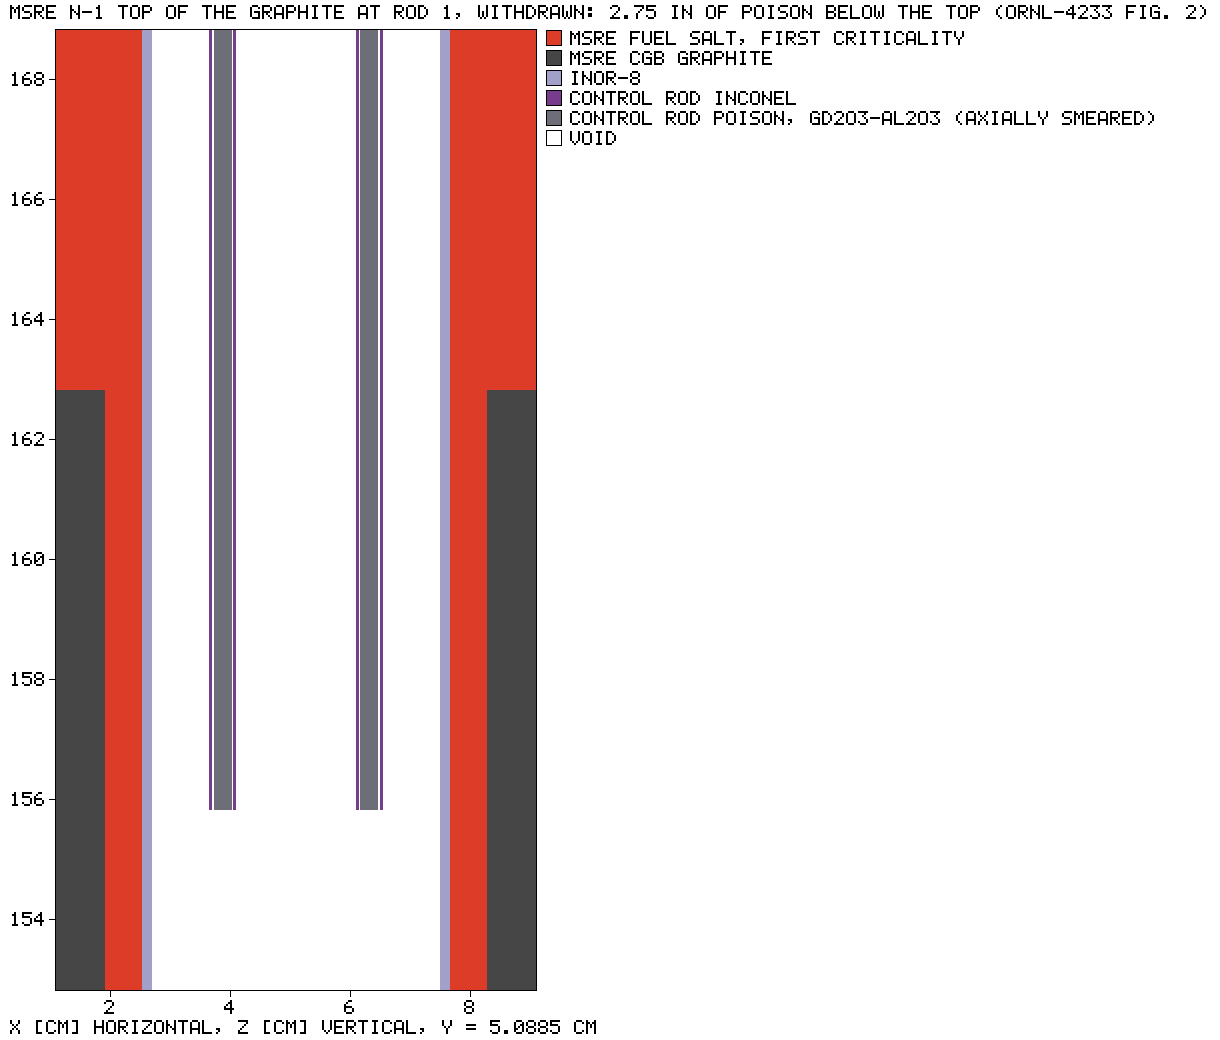 MSRE N-1 TOP OF THE GRAPHITE AT ROD 1, WITHDRAWN: 2.75 IN OF POISON BELOW THE TOP (ORNL-4233 FIG. 2)
MSRE FUEL SALT, FIRST CRITICALITY
MSRE CGB GRAPHITE
INOR-8
CONTROL ROD INCONEL
CONTROL ROD POISON, GD2O3-AL2O3 (AXIALLY SMEARED)
VOID
168
166
164
162
160
158
156
154
2 4 6 8
X [CM] HORIZONTAL, Z [CM] VERTICAL, Y = 5.0885 CM